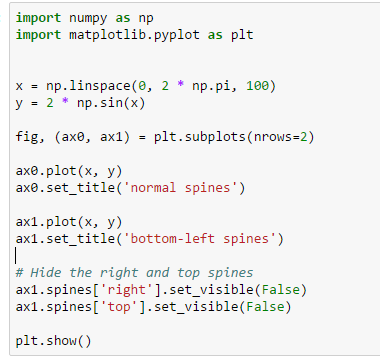 import numpy as np
import matplotlib.pyplot as plt
x = np.linspace(0, 2 * np.pi, 100)
y = 2 * np.sin(x)
fig, (ax0, ax1) = plt.subplots(nrows=2)
ax0.plot(x, y)
ax0.set_title('normal spines')
ax1.plot(x, y)
ax1.set_title('bottom-left spines')
# Hide the right and top spines
ax1.spines['right'].set_visible(False)
ax1.spines['top'].set_visible(False)
plt.show()